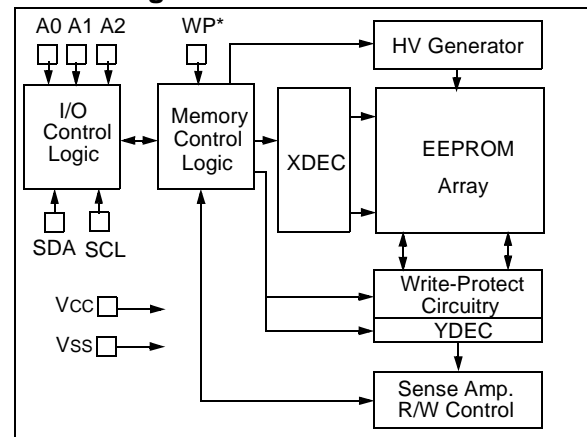 A0 A1 A2
WP*
HV Generator
I/O
Control
Logic
Memory
Control
Logic
XDEC
EEPROM
Array
SDA SCL
Write-Protect
Circuitry
YDEC
VCC
VSS
Sense Amp.
R/W Control